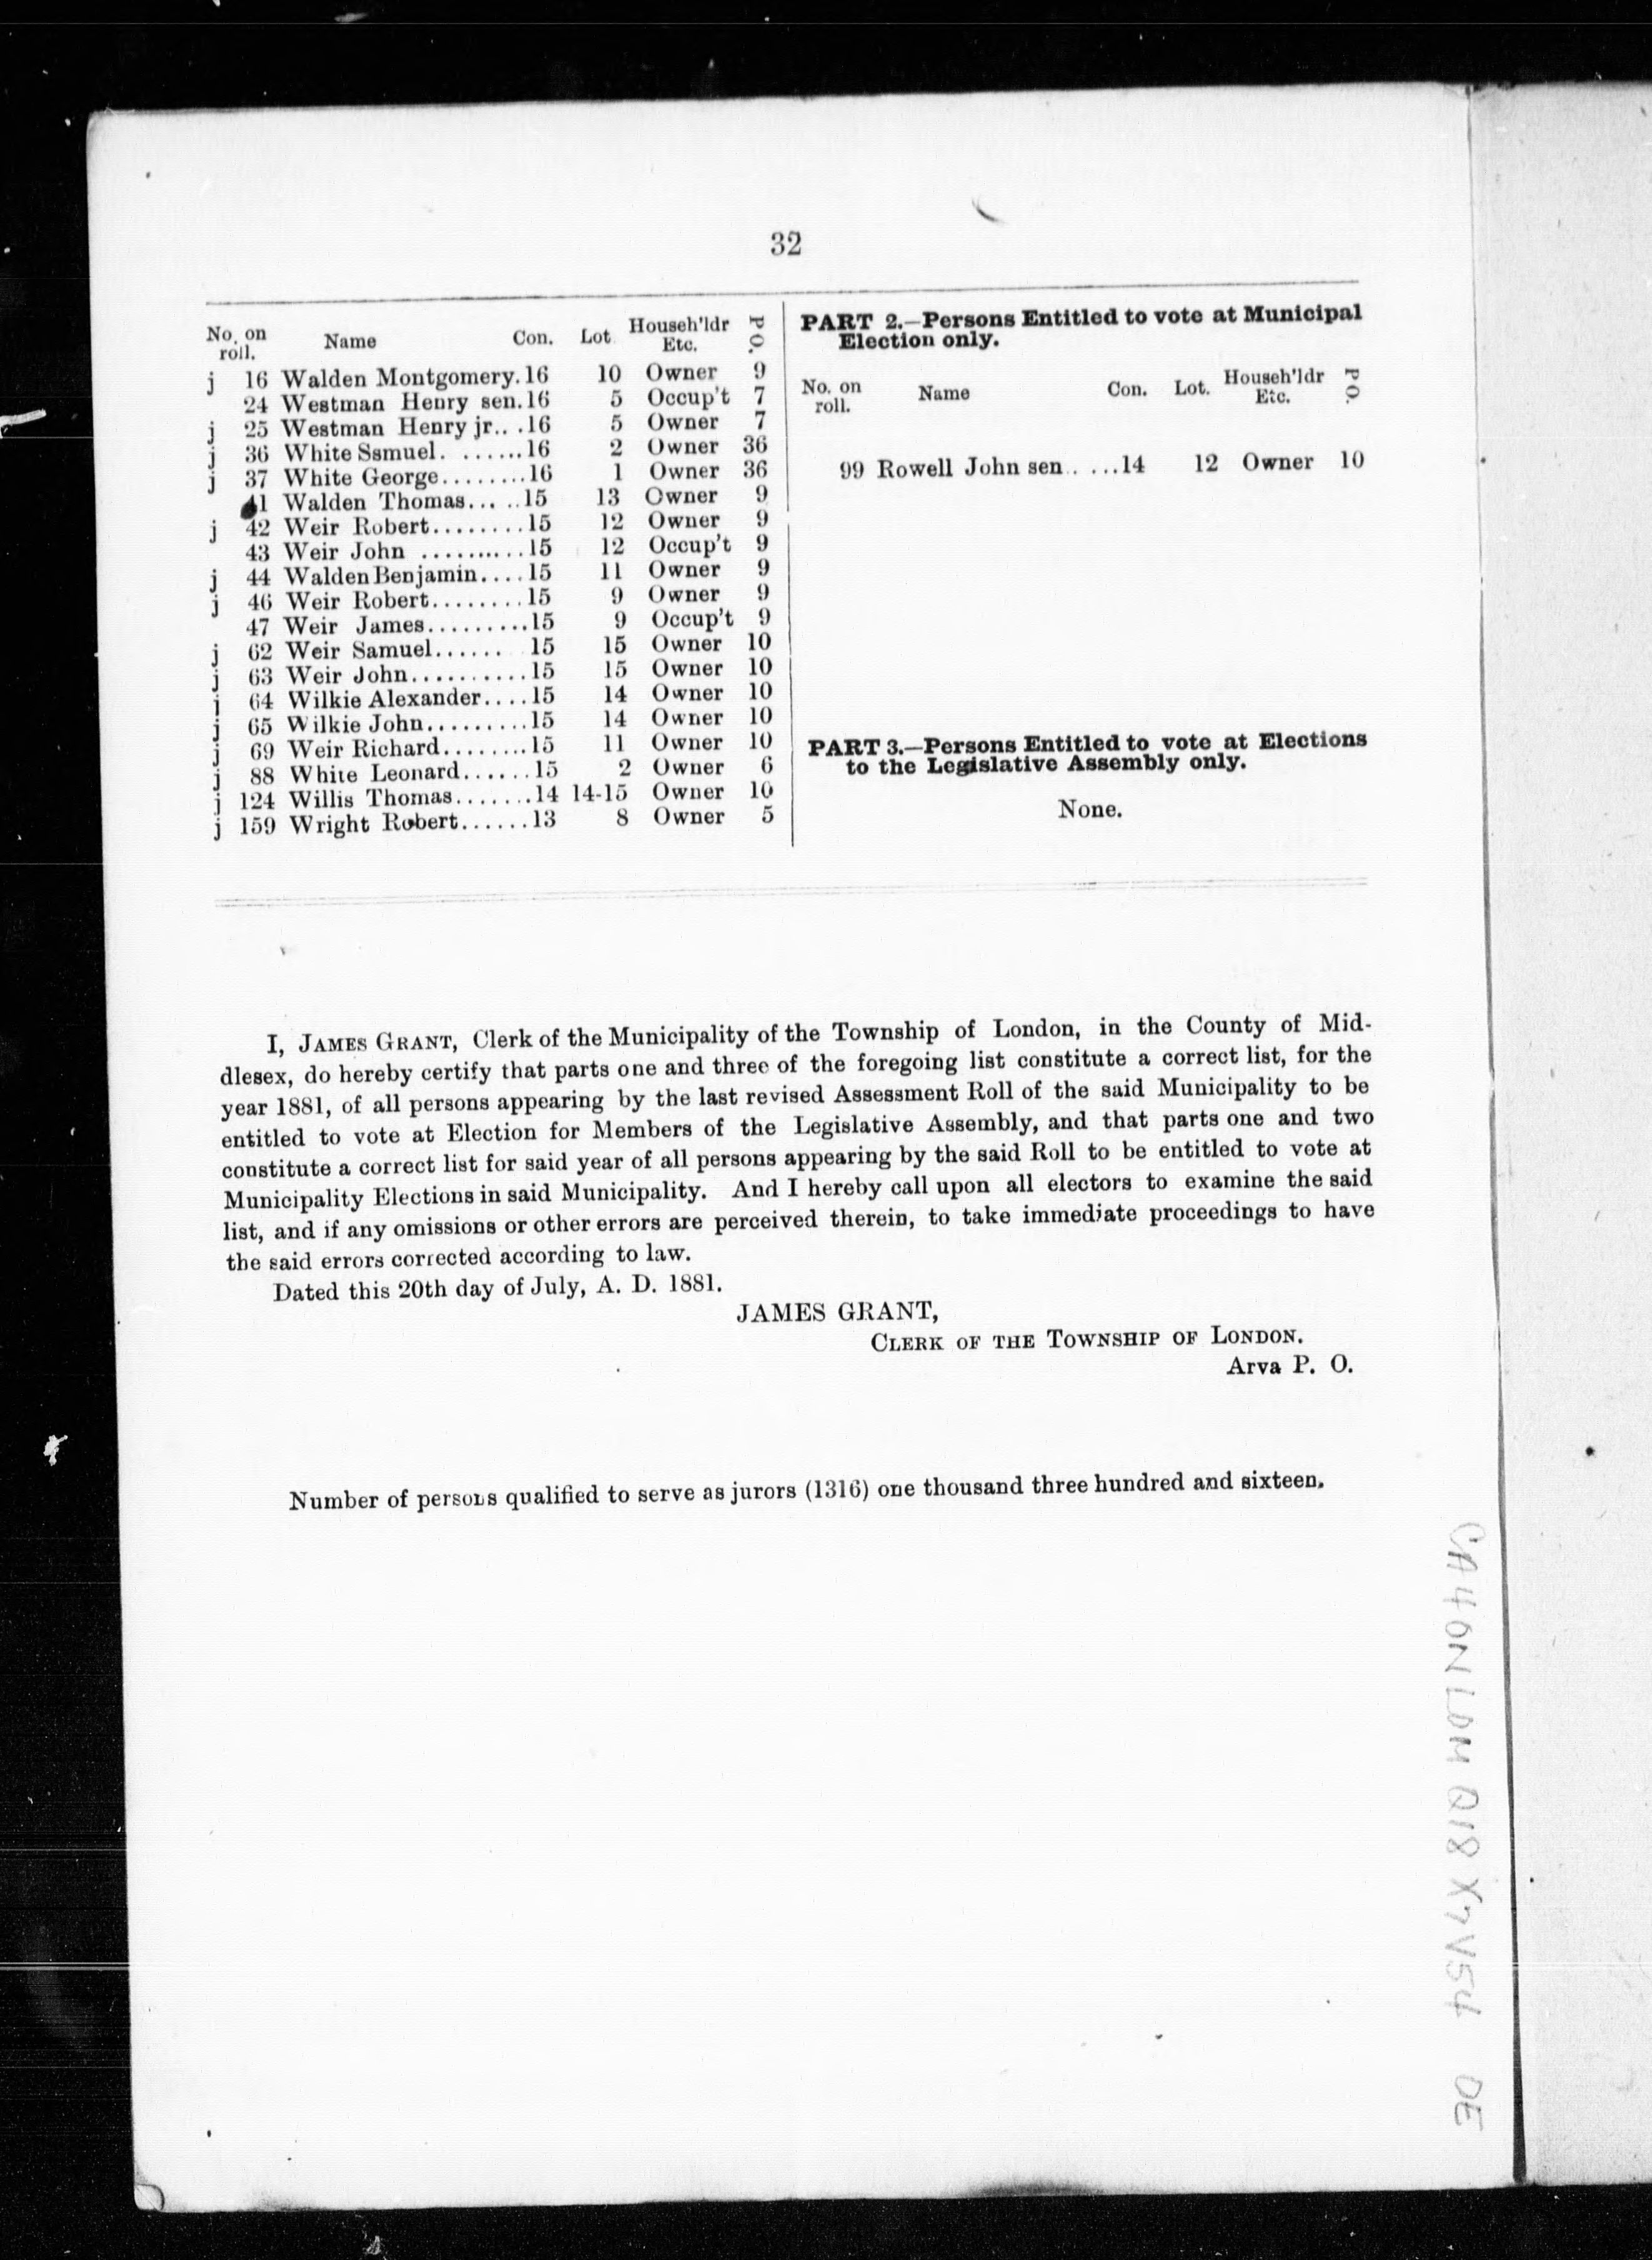 32
No. on roll. Name Con. Lot Househ'ldr Etc. P.O.
j 16 Walden Montgomery.16 10 Owner 9
24 Westman Henry sen.16 5 Occup't 7
j 25 Westman Henry jr.. .16 5 Owner 7
j 36 White Ssmuel. .......16 2 Owner 36
j 37 White George........16 1 Owner 36
41 Walden Thomas... ..15 13 Owner 9
j 42 Weir Robert........15 12 Owner 9
43 Weir John ..........15 12 Occup't 9
j 44 Walden Benjamin....15 11 Owner 9
j 46 Weir Robert........15 9 Owner 9
47 Weir James.........15 9 Occup't 9
j 62 Weir Samuel...... 15 15 Owner 10
j 63 Weir John..........15 15 Owner 10
j 64 Wilkie Alexander....15 14 Owner 10
j 65 Wilkie John.........15 14 Owner 10
j 69 Weir Richard........15 11 Owner 10
j 88 White Leonard......15 2 Owner 6
j 124 Willis Thomas.......14 14-15 Owner 10
j 159 Wright Robert......13 8 Owner 5
PART 2.—Persons Entitled to vote at Municipal
Election only.
No. on roll. Name Con. Lot. Househ'ldr Etc. P.O.
99 Rowell John sen.. ...14 12 Owner 10
PART 3.—Persons Entitled to vote at Elections
to the Legislative Assembly only.
None.
I, JAMES GRANT, Clerk of the Municipality of the Township of London, in the County of Mid-
dlesex, do hereby certify that parts one and three of the foregoing list constitute a correct list, for the
year 1881, of all persons appearing by the last revised Assessment Roll of the said Municipality to be
entitled to vote at Election for Members of the Legislative Assembly, and that parts one and two
constitute a correct list for said year of all persons appearing by the said Roll to be entitled to vote at
Municipality Elections in said Municipality. And I hereby call upon all electors to examine the said
list, and if any omissions or other errors are perceived therein, to take immediate proceedings to have
the said errors corrected according to law.
Dated this 20th day of July, A. D. 1881.
JAMES GRANT,
CLERK OF THE TOWNSHIP OF LONDON.
Arva P. O.
Number of persons qualified to serve as jurors (1316) one thousand three hundred and sixteen.
CA4ON LDM Q18 X7V54 DE